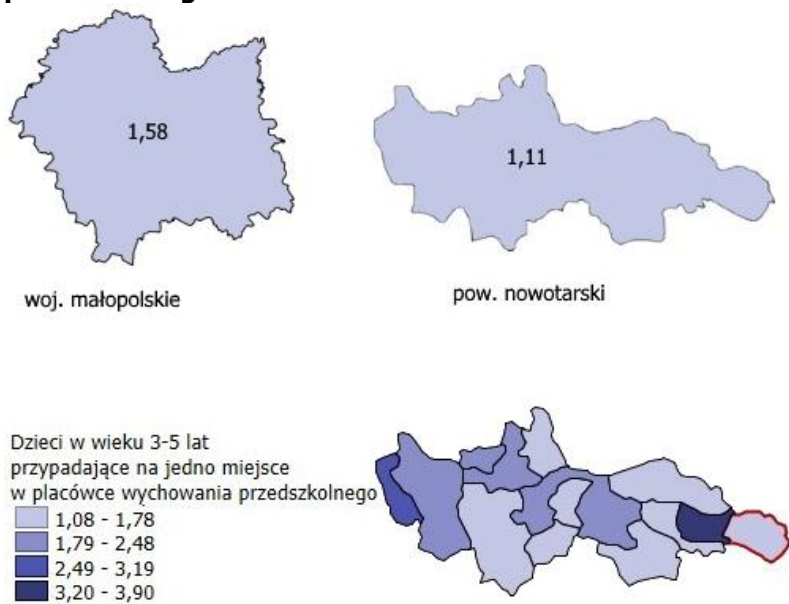 1,58
1,11
woj. małopolskie
pow. nowotarski
Dzieci w wieku 3-5 lat
przypadające na jedno miejsce
w placówce wychowania przedszkolnego
1,08 - 1,78
1,79 - 2,48
2,49 - 3,19
3,20 - 3,90